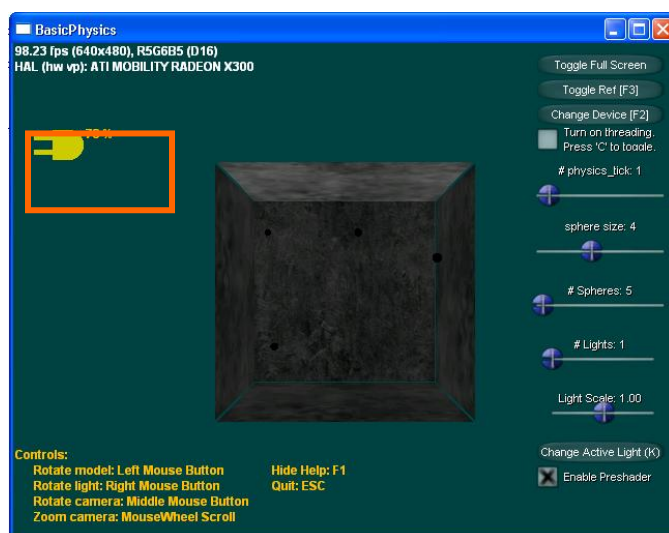 BasicPhysics
98.23 fps (640x480), R5G6B5 (D16)
HAL (hw vp): ATI MOBILITY RADEON X300
Toggle Full Screen
Toggle Ref [F3]
Change Device [F2]
Turn on threading.
Press 'C' to toggle.
# physics_tick: 1
sphere size: 4
# Spheres: 5
# Lights: 1
Light Scale: 1.00
Change Active Light (K)
Enable Preshader
Controls:
Rotate model: Left Mouse Button
Rotate light: Right Mouse Button
Rotate camera: Middle Mouse Button
Zoom camera: MouseWheel Scroll
Hide Help: F1
Quit: ESC